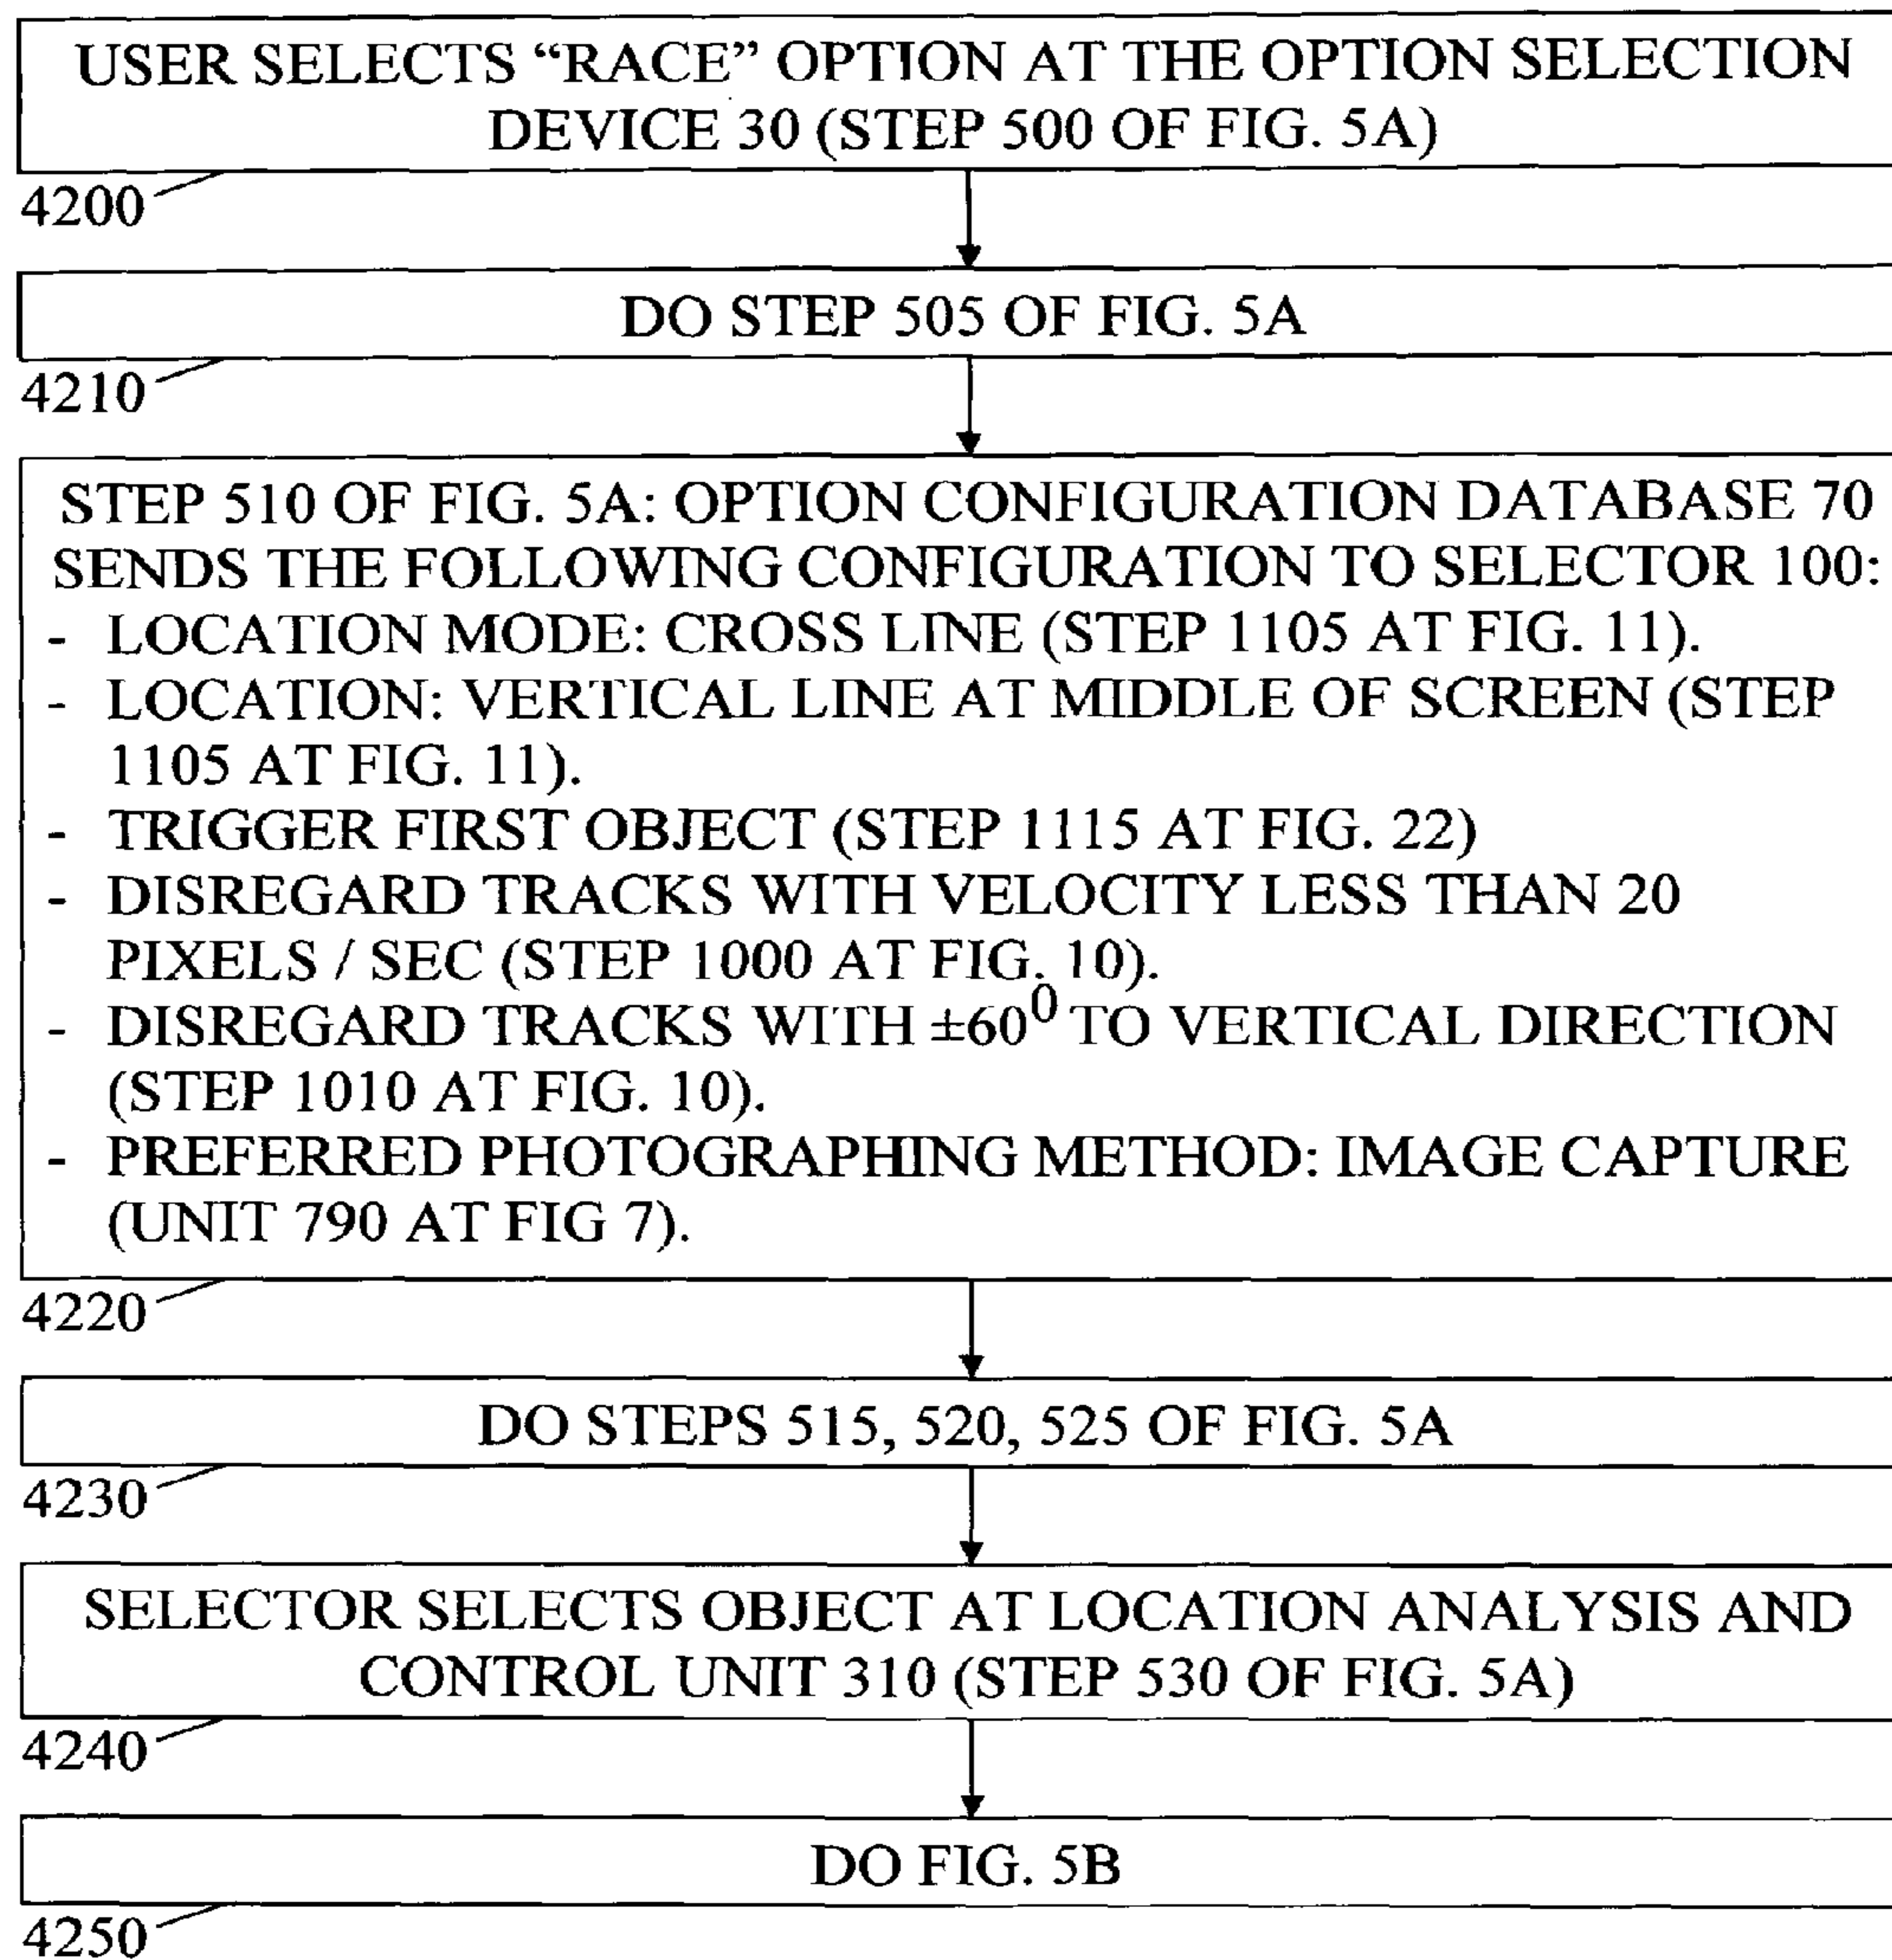 USER SELECTS “RACE” OPTION AT THE OPTION SELECTION
DEVICE 30 (STEP 500 OF FIG. 5A)
4200
DO STEP 505 OF FIG. 5A
4210
STEP 510 OF FIG. 5A: OPTION CONFIGURATION DATABASE 70
SENDS THE FOLLOWING CONFIGURATION TO SELECTOR 100:
- LOCATION MODE: CROSS LINE (STEP 1105 AT FIG. 11).
- LOCATION: VERTICAL LINE AT MIDDLE OF SCREEN (STEP
1105 AT FIG. 11).
- TRIGGER FIRST OBJECT (STEP 1115 AT FIG. 22)
- DISREGARD TRACKS WITH VELOCITY LESS THAN 20
PIXELS / SEC (STEP 1000 AT FIG. 10).
- DISREGARD TRACKS WITH ±60⁰ TO VERTICAL DIRECTION
(STEP 1010 AT FIG. 10).
- PREFERRED PHOTOGRAPHING METHOD: IMAGE CAPTURE
(UNIT 790 AT FIG 7).
4220
DO STEPS 515, 520, 525 OF FIG. 5A
4230
SELECTOR SELECTS OBJECT AT LOCATION ANALYSIS AND
CONTROL UNIT 310 (STEP 530 OF FIG. 5A)
4240
DO FIG. 5B
4250